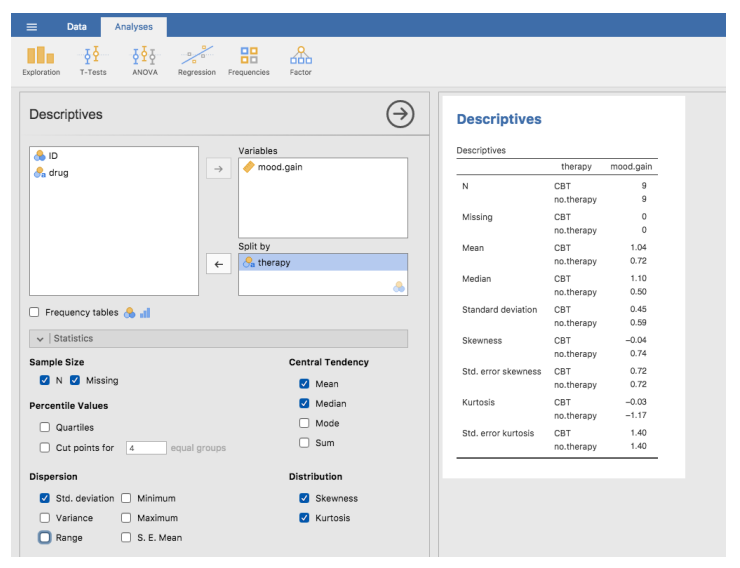 Data Analyses
Exploration T-Tests ANOVA Regression Frequencies Factor
Descriptives
ID
drug
Variables
mood.gain
Split by
therapy
Frequency tables
Statistics
Sample Size
N Missing
Percentile Values
Quartiles
Cut points for 4 equal groups
Dispersion
Std. deviation Minimum
Variance Maximum
Range S. E. Mean
Central Tendency
Mean
Median
Mode
Sum
Distribution
Skewness
Kurtosis
Descriptives
Descriptives
therapy mood.gain
N CBT 9
no.therapy 9
Missing CBT 0
no.therapy 0
Mean CBT 1.04
no.therapy 0.72
Median CBT 1.10
no.therapy 0.50
Standard deviation CBT 0.45
no.therapy 0.59
Skewness CBT −0.04
no.therapy 0.74
Std. error skewness CBT 0.72
no.therapy 0.72
Kurtosis CBT −0.03
no.therapy −1.17
Std. error kurtosis CBT 1.40
no.therapy 1.40